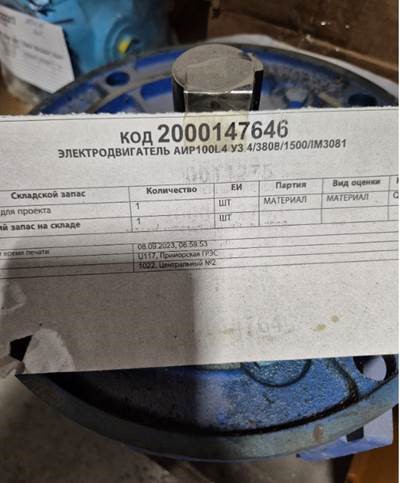 КОД 2000147646
ЭЛЕКТРОДВИГАТЕЛЬ АИР100L4 У3 4/380В/1500/IM3081
Складской запас Количество ЕИ Партия Вид оценки
для проекта 1 ШТ МАТЕРИАЛ МАТЕРИАЛ
запас на складе 1 ШТ
время печати 08.09.2023, 06:59:53
U117, Приморская ГРЭС
1022, Центральный №2